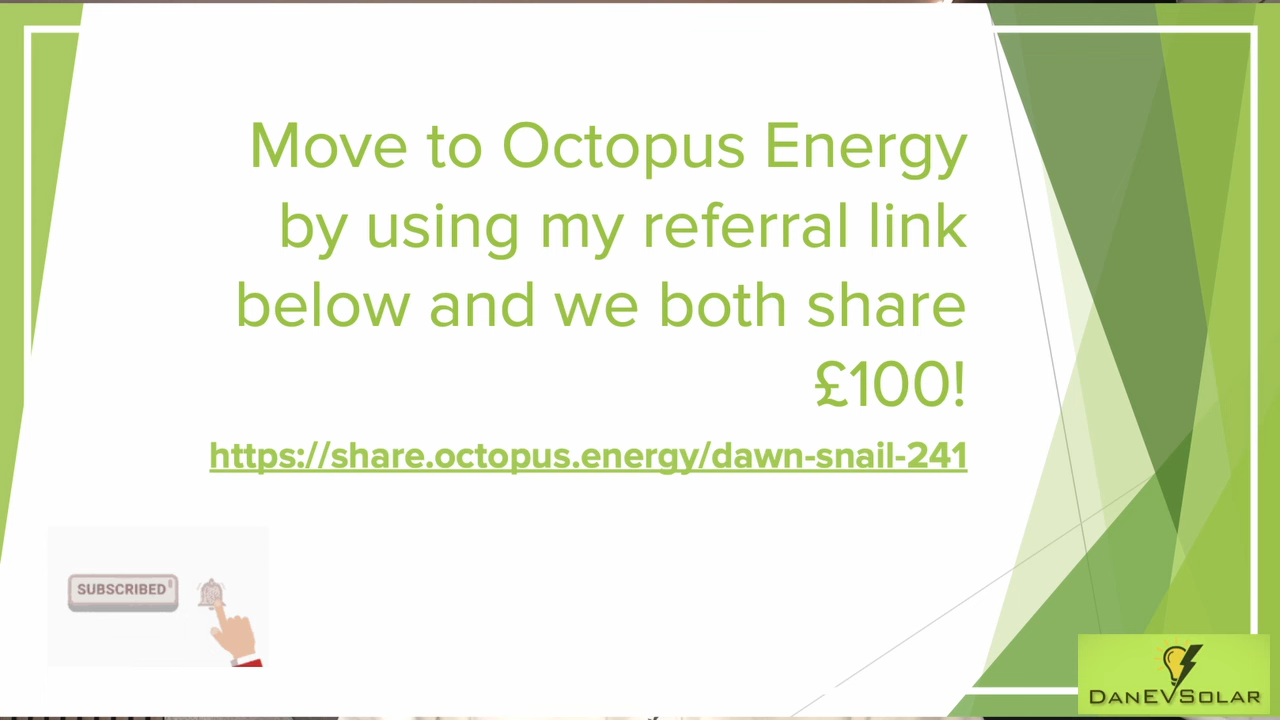 Move to Octopus Energy
by using my referral link
below and we both share
£100!
https://share.octopus.energy/dawn-snail-241
SUBSCRIBED
DANEVSOLAR